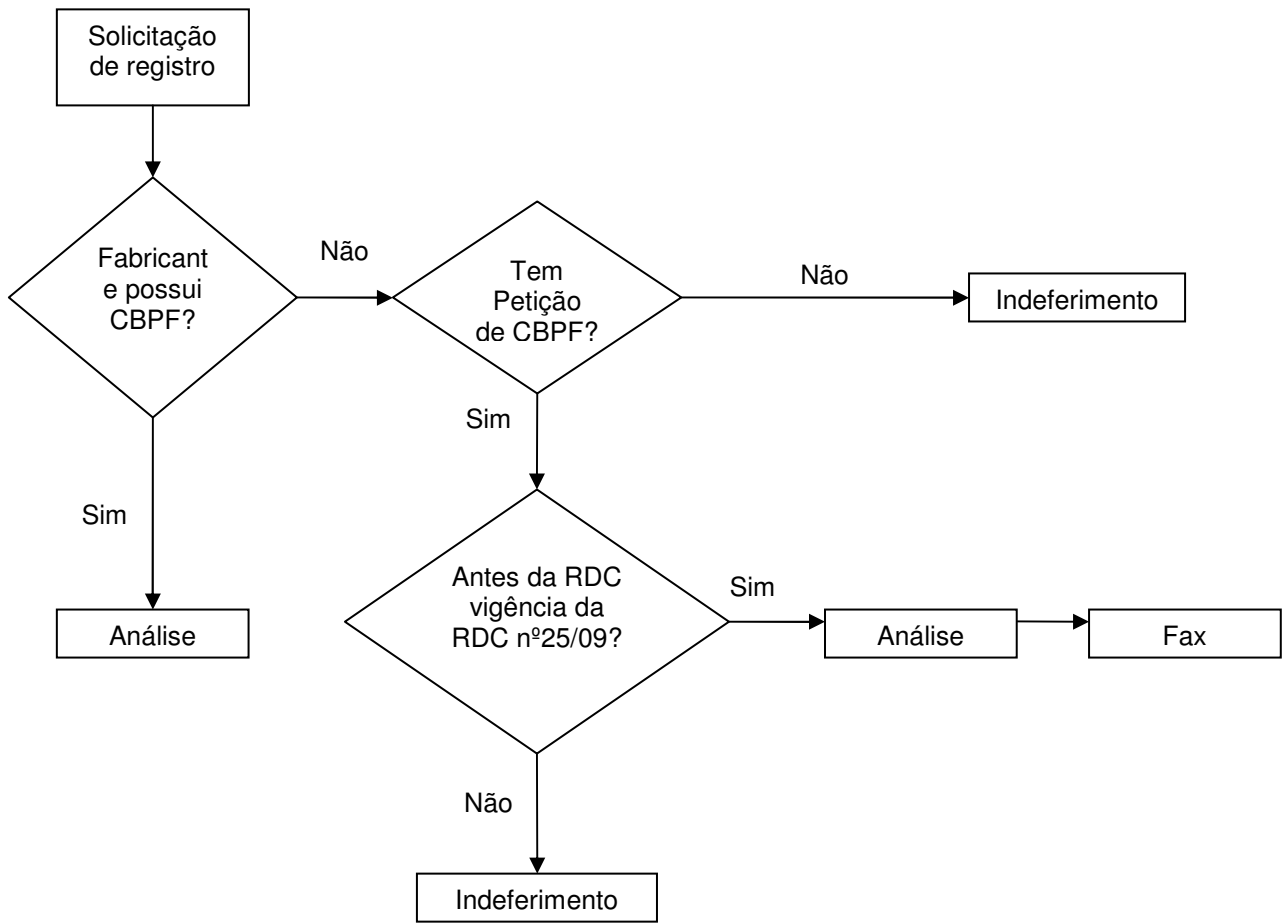 Solicitação
de registro
Fabricant
e possui
CBPF?
Não
Tem
Petição
de CBPF?
Não
Indeferimento
Sim
Sim
Antes da RDC
vigência da
RDC nº25/09?
Sim
Análise
Análise
Fax
Não
Indeferimento